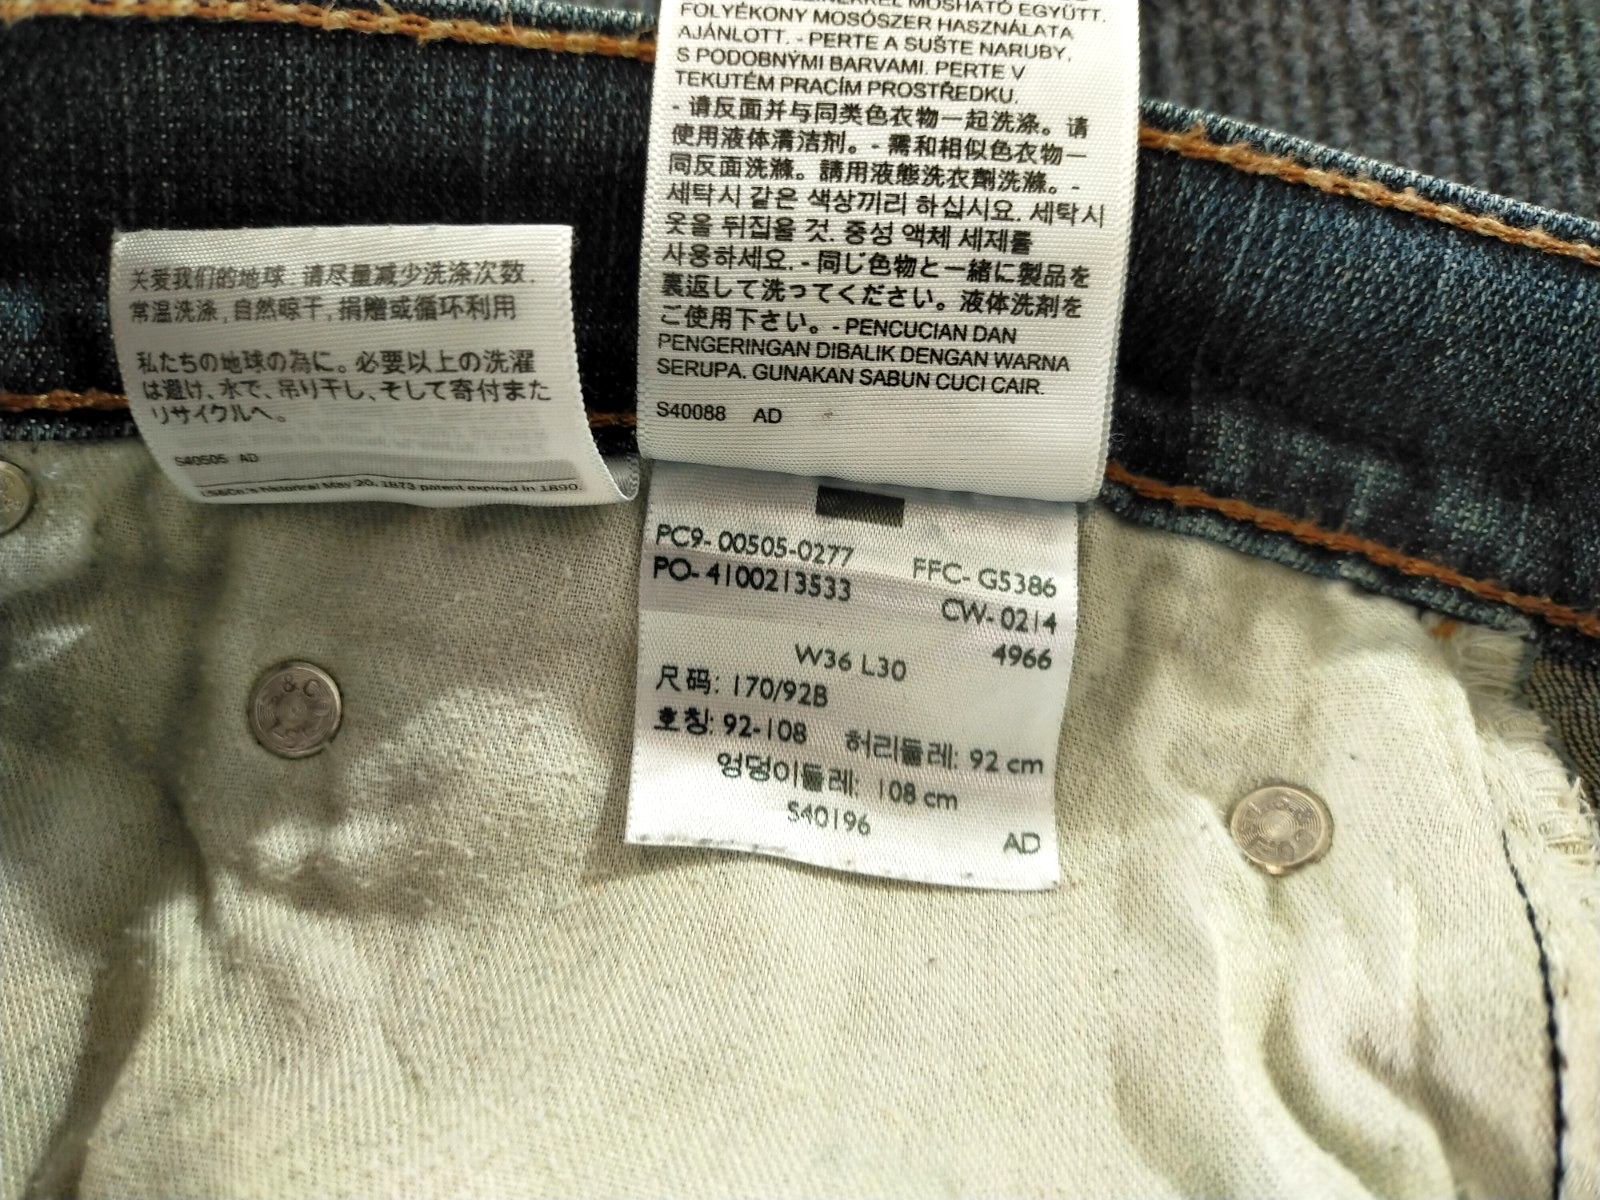 关爱我们的地球. 请尽量减少洗涤次数.
常温洗涤, 自然晾干, 捐赠或循环利用
私たちの地球の為に。必要以上の洗濯
は避け、水で、吊り干し、そして寄付また
リサイクルへ。
S40505 AD
LS&Co's historical May 20, 1873 patent expired in 1890.
MOSHATÓ EGYÜTT.
FOLYÉKONY MOSÓSZER HASZNÁLATA
AJÁNLOTT. - PERTE A SUŠTE NARUBY,
S PODOBNÝMI BARVAMI. PERTE V
TEKUTÉM PRACÍM PROSTŘEDKU.
- 请反面并与同类色衣物一起洗涤。请
使用液体清洁剂。- 需和相似色衣物一
同反面洗滌。請用液態洗衣劑洗滌。-
세탁시 같은 색상끼리 하십시요. 세탁시
옷을 뒤집을 것. 중성 액체 세제를
사용하세요. - 同じ色物と一緒に製品を
裏返して洗ってください。液体洗剤を
ご使用下さい。- PENCUCIAN DAN
PENGERINGAN DIBALIK DENGAN WARNA
SERUPA. GUNAKAN SABUN CUCI CAIR.
S40088 AD
PC9- 00505-0277 FFC- G5386
PO- 4100213533 CW- 0214
4966
W36 L30
尺码: 170/92B
호칭: 92-108 허리둘레: 92 cm
엉덩이둘레: 108 cm
S40196
AD